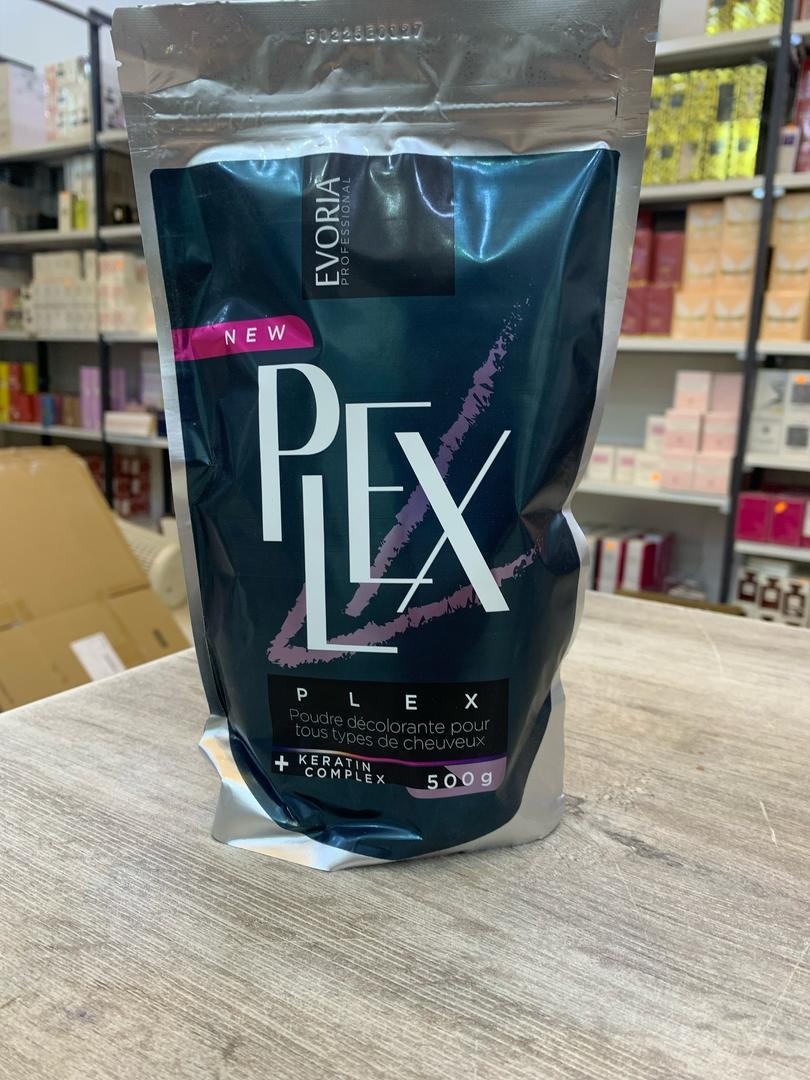 EVORIA
PROFESSIONAL
NEW
PLEX
PLEX
Poudre décolorante pour
tous types de cheuveux
+ KERATIN
COMPLEX
500g